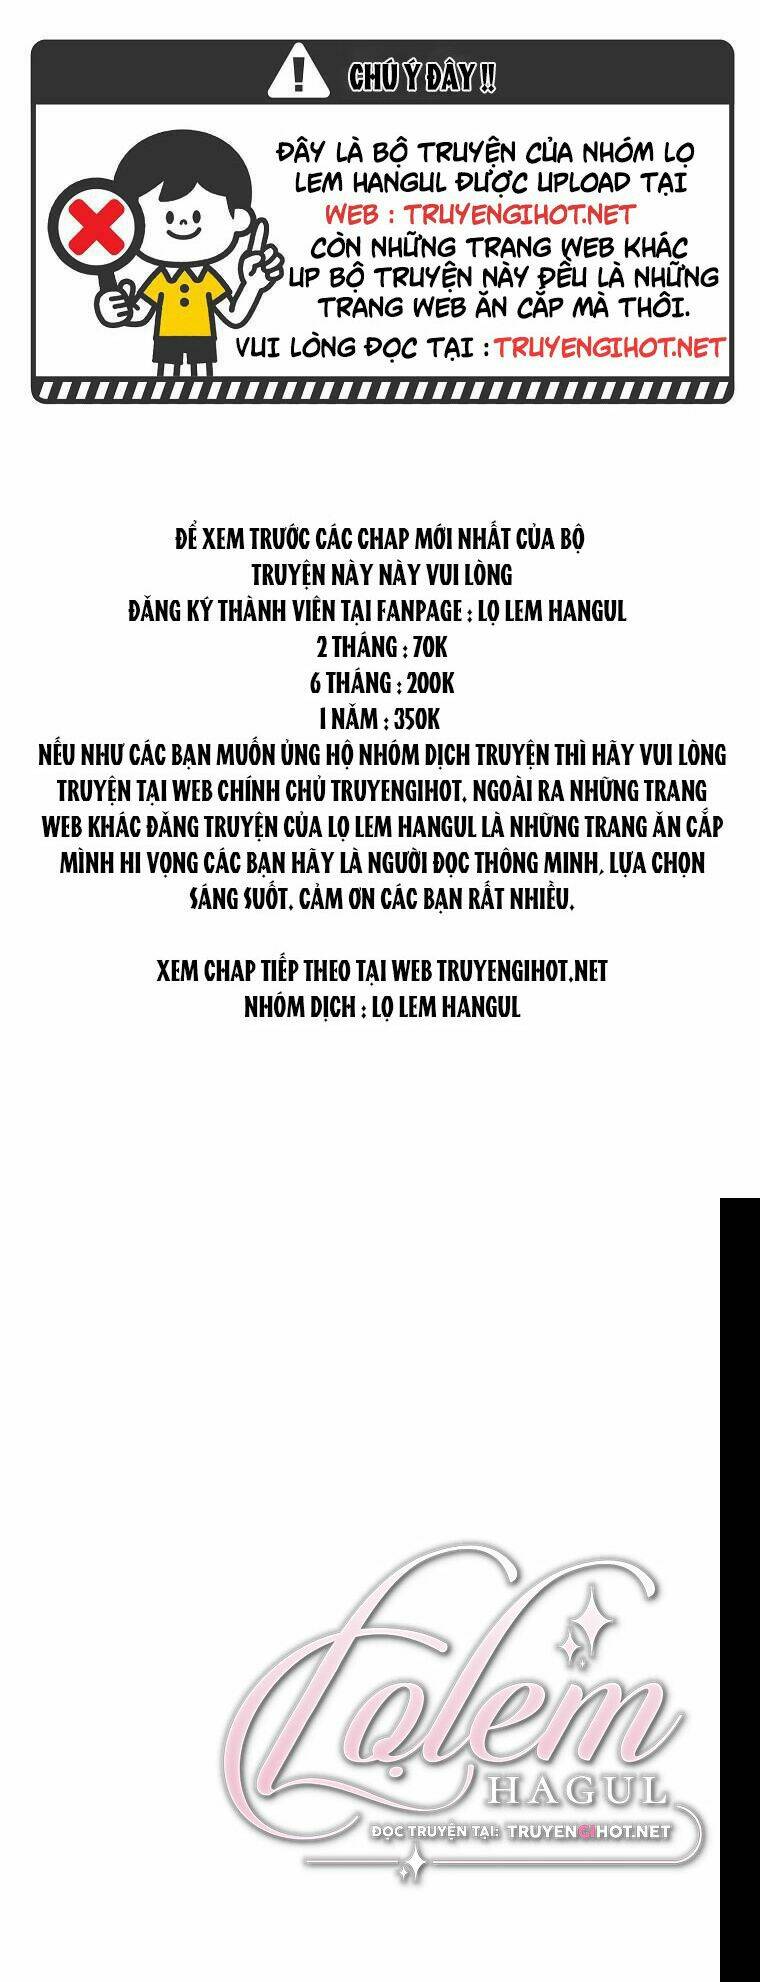 CHÚ Ý ĐÂY !!
ĐÂY LÀ BỘ TRUYỆN CỦA NHÓM LỌ
LEM HANGUL ĐƯỢC UPLOAD TẠI
WEB : TRUYENGIHOT.NET
CÒN NHỮNG TRANG WEB KHÁC
UP BỘ TRUYỆN NÀY ĐỀU LÀ NHỮNG
TRANG WEB ĂN CẮP MÀ THÔI.
VUI LÒNG ĐỌC TẠI : TRUYENGIHOT.NET
ĐỂ XEM TRƯỚC CÁC CHAP MỚI NHẤT CỦA BỘ
TRUYỆN NÀY NÀY VUI LÒNG
ĐĂNG KÝ THÀNH VIÊN TẠI FANPAGE : LỌ LEM HANGUL
2 THÁNG : 70K
6 THÁNG : 200K
1 NĂM : 350K
NẾU NHƯ CÁC BẠN MUỐN ỦNG HỘ NHÓM DỊCH TRUYỆN THÌ HÃY VUI LÒNG
TRUYỆN TẠI WEB CHÍNH CHỦ TRUYENGIHOT. NGOÀI RA NHỮNG TRANG
WEB KHÁC ĐĂNG TRUYỆN CỦA LỌ LEM HANGUL LÀ NHỮNG TRANG ĂN CẮP
MÌNH HI VỌNG CÁC BẠN HÃY LÀ NGƯỜI ĐỌC THÔNG MINH, LỰA CHỌN
SÁNG SUỐT. CẢM ƠN CÁC BẠN RẤT NHIỀU.
XEM CHAP TIẾP THEO TẠI WEB TRUYENGIHOT.NET
NHÓM DỊCH : LỌ LEM HANGUL
Lọlem
HAGUL
ĐỌC TRUYỆN TẠI: TRUYENGIHOT.NET